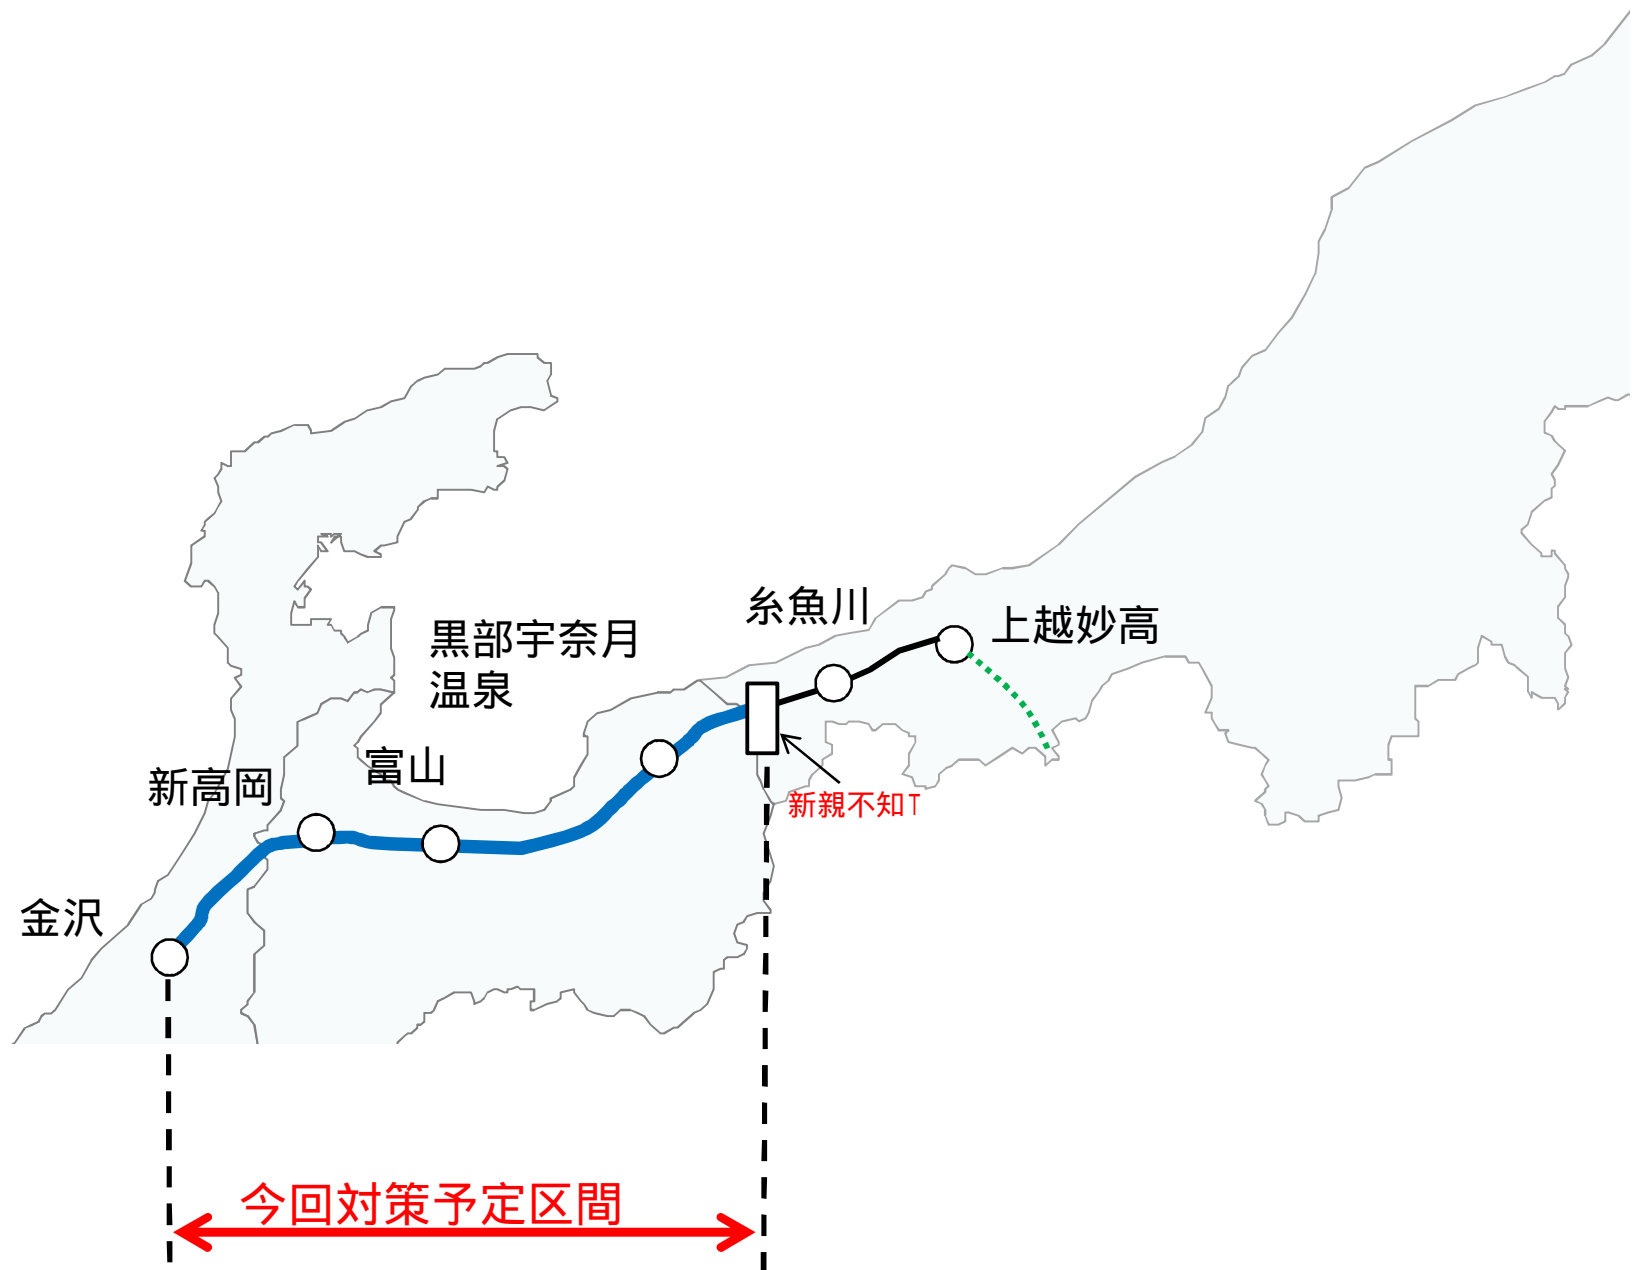 糸魚川
上越妙高
黒部宇奈月
温泉
富山
新高岡
新親不知T
金沢
今回対策予定区間